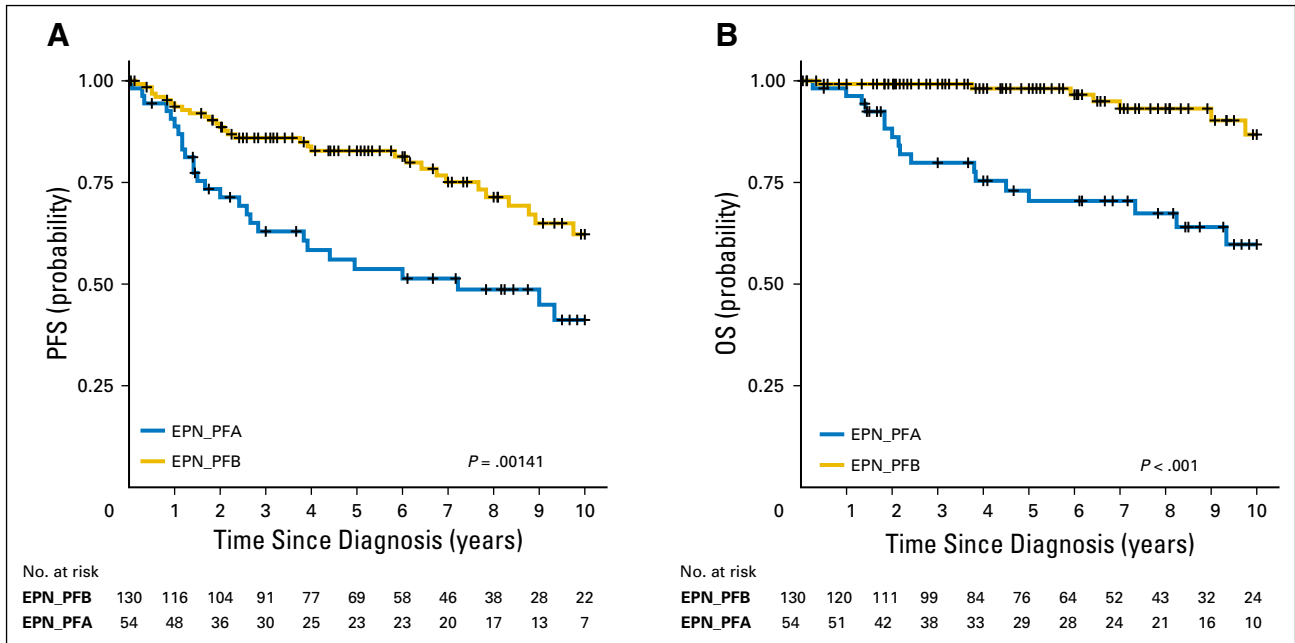 A
1.00
0.75
0.50
0.25
PFS (probability)
EPN_PFA
EPN_PFB
P = .00141
0 1 2 3 4 5 6 7 8 9 10
Time Since Diagnosis (years)
No. at risk
EPN_PFB 130 116 104 91 77 69 58 46 38 28 22
EPN_PFA 54 48 36 30 25 23 23 20 17 13 7
B
1.00
0.75
0.50
0.25
OS (probability)
EPN_PFA
EPN_PFB
P < .001
0 1 2 3 4 5 6 7 8 9 10
Time Since Diagnosis (years)
No. at risk
EPN_PFB 130 120 111 99 84 76 64 52 43 32 24
EPN_PFA 54 51 42 38 33 29 28 24 21 16 10